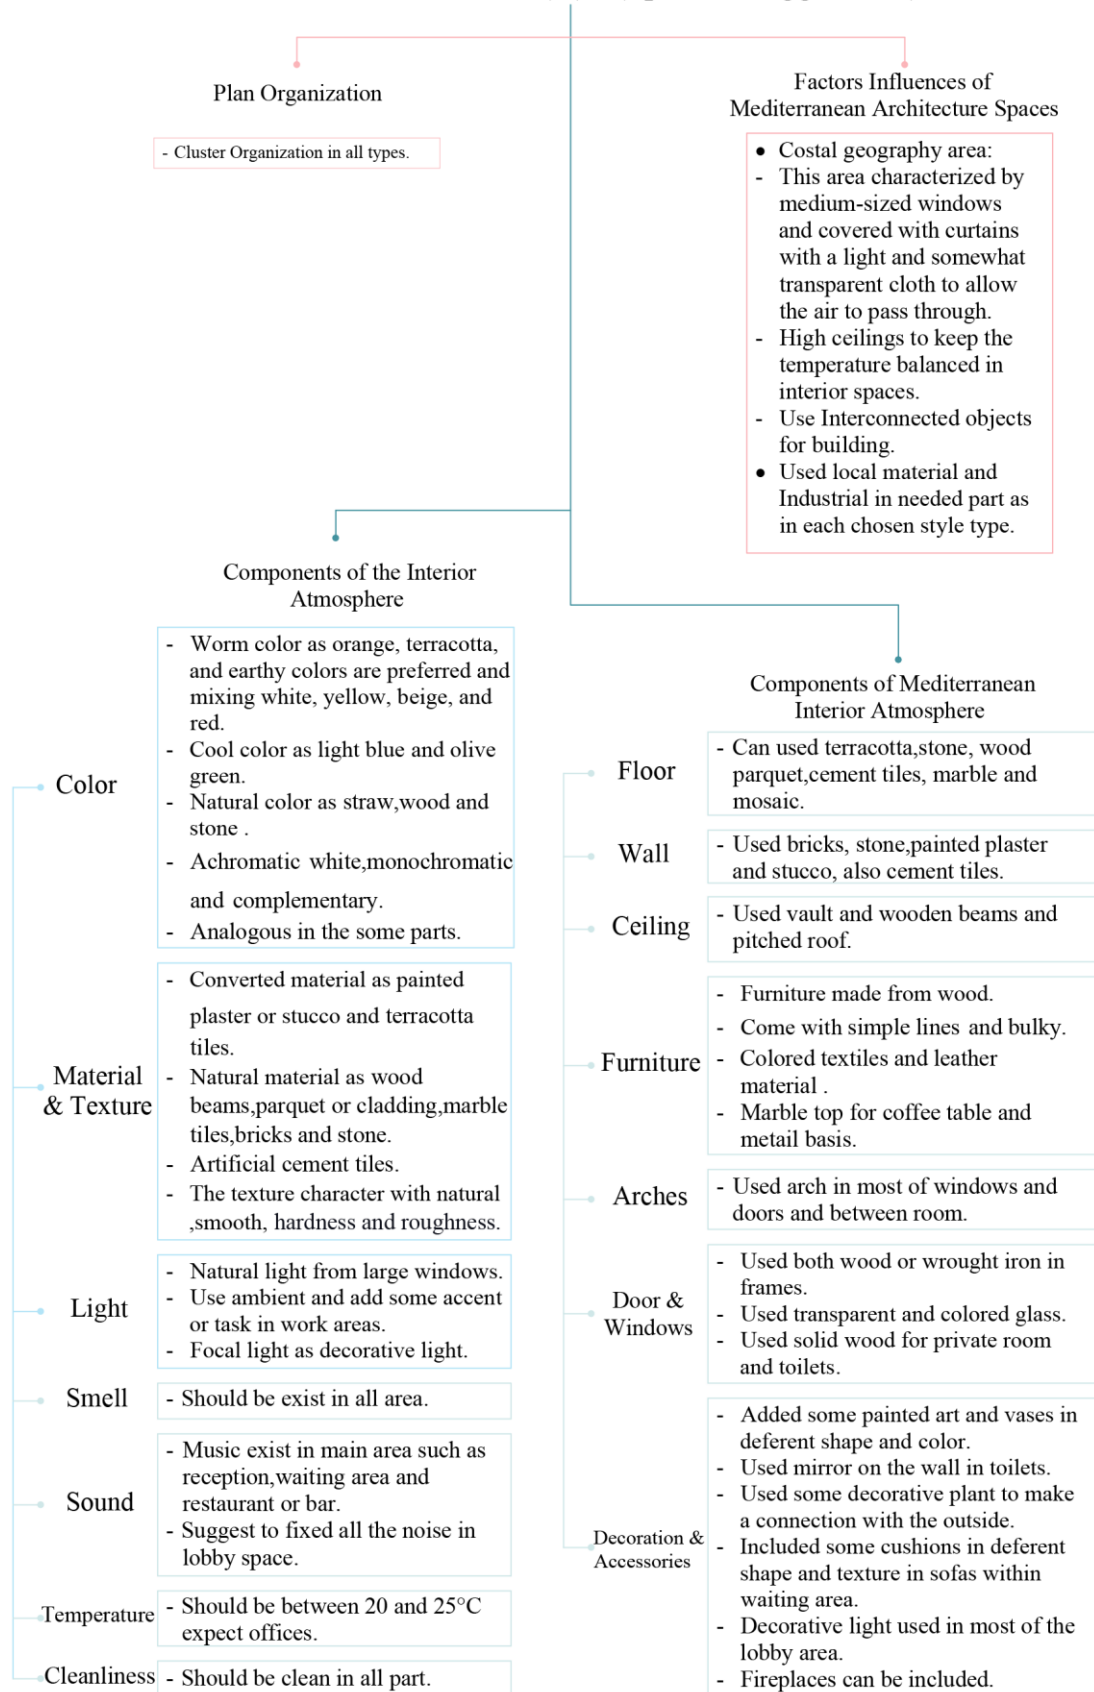 Plan Organization
- Cluster Organization in all types.
Factors Influences of
Mediterranean Architecture Spaces
• Costal geography area:
- This area characterized by
medium-sized windows
and covered with curtains
with a light and somewhat
transparent cloth to allow
the air to pass through.
- High ceilings to keep the
temperature balanced in
interior spaces.
- Use Interconnected objects
for building.
• Used local material and
Industrial in needed part as
in each chosen style type.
Components of the Interior
Atmosphere
Color
- Worm color as orange, terracotta,
and earthy colors are preferred and
mixing white, yellow, beige, and
red.
- Cool color as light blue and olive
green.
- Natural color as straw,wood and
stone .
- Achromatic white,monochromatic
and complementary.
- Analogous in the some parts.
Material
& Texture
- Converted material as painted
plaster or stucco and terracotta
tiles.
- Natural material as wood
beams,parquet or cladding,marble
tiles,bricks and stone.
- Artificial cement tiles.
- The texture character with natural
,smooth, hardness and roughness.
Light
- Natural light from large windows.
- Use ambient and add some accent
or task in work areas.
- Focal light as decorative light.
Smell
- Should be exist in all area.
Sound
- Music exist in main area such as
reception,waiting area and
restaurant or bar.
- Suggest to fixed all the noise in
lobby space.
Temperature
- Should be between 20 and 25°C
expect offices.
Cleanliness
- Should be clean in all part.
Components of Mediterranean
Interior Atmosphere
Floor
- Can used terracotta,stone, wood
parquet,cement tiles, marble and
mosaic.
Wall
- Used bricks, stone,painted plaster
and stucco, also cement tiles.
Ceiling
- Used vault and wooden beams and
pitched roof.
Furniture
- Furniture made from wood.
- Come with simple lines and bulky.
- Colored textiles and leather
material .
- Marble top for coffee table and
metail basis.
Arches
- Used arch in most of windows and
doors and between room.
Door &
Windows
- Used both wood or wrought iron in
frames.
- Used transparent and colored glass.
- Used solid wood for private room
and toilets.
Decoration &
Accessories
- Added some painted art and vases in
deferent shape and color.
- Used mirror on the wall in toilets.
- Used some decorative plant to make
a connection with the outside.
- Included some cushions in deferent
shape and texture in sofas within
waiting area.
- Decorative light used in most of the
lobby area.
- Fireplaces can be included.